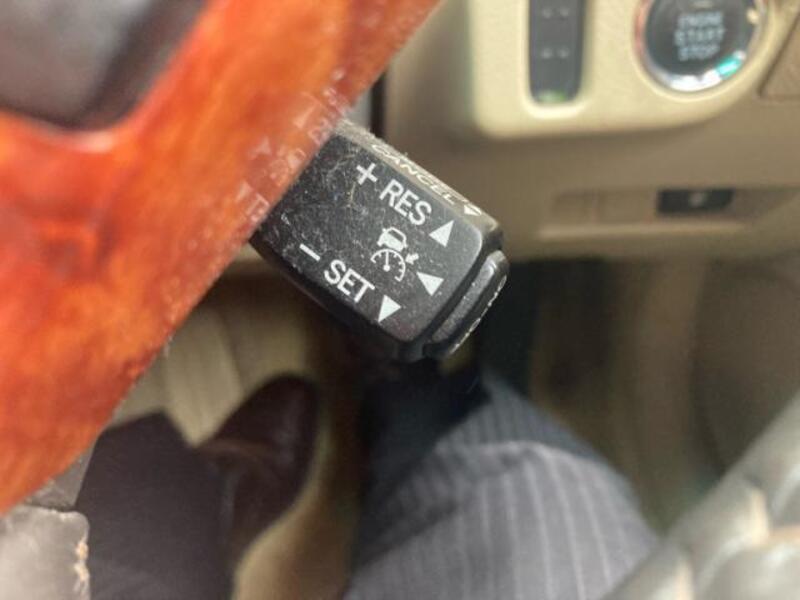 CANCEL
+ RES
- SET
ENGINE
START
STOP